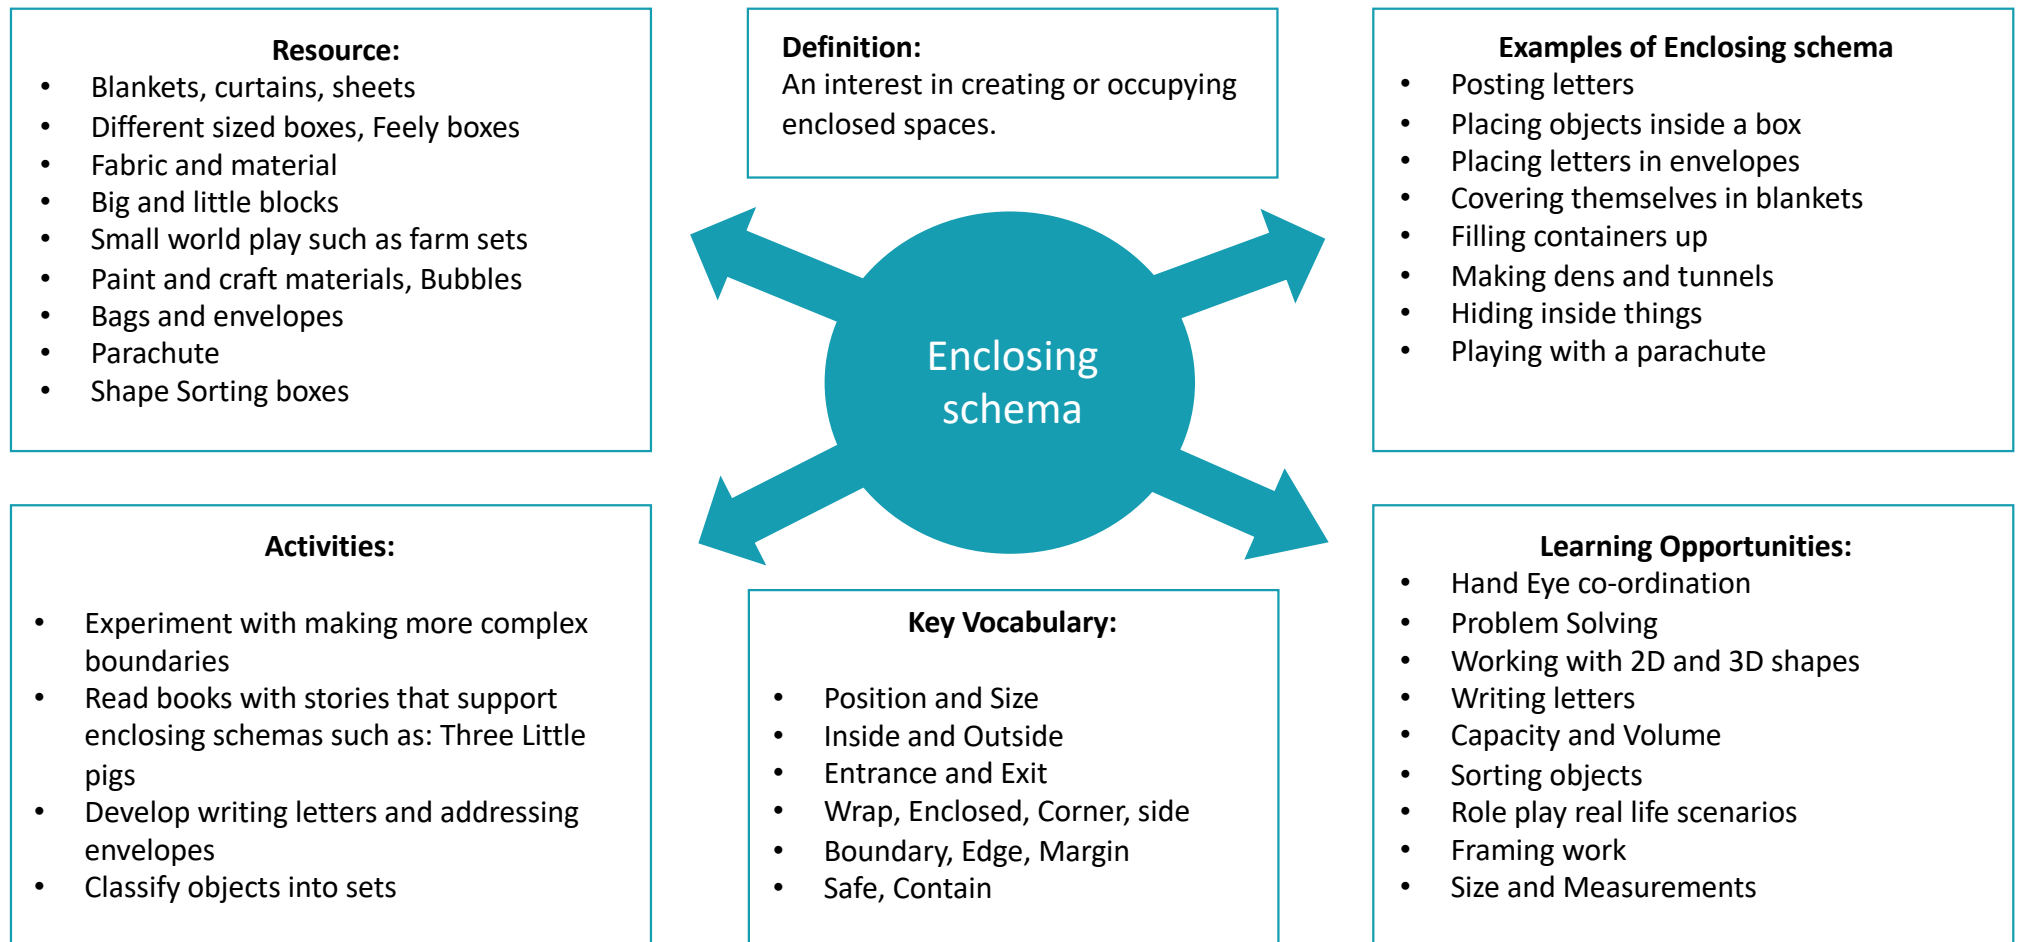 Resource:
• Blankets, curtains, sheets
• Different sized boxes, Feely boxes
• Fabric and material
• Big and little blocks
• Small world play such as farm sets
• Paint and craft materials, Bubbles
• Bags and envelopes
• Parachute
• Shape Sorting boxes
Definition:
An interest in creating or occupying
enclosed spaces.
Examples of Enclosing schema
• Posting letters
• Placing objects inside a box
• Placing letters in envelopes
• Covering themselves in blankets
• Filling containers up
• Making dens and tunnels
• Hiding inside things
• Playing with a parachute
Enclosing
schema
Activities:
• Experiment with making more complex
boundaries
• Read books with stories that support
enclosing schemas such as: Three Little
pigs
• Develop writing letters and addressing
envelopes
• Classify objects into sets
Key Vocabulary:
• Position and Size
• Inside and Outside
• Entrance and Exit
• Wrap, Enclosed, Corner, side
• Boundary, Edge, Margin
• Safe, Contain
Learning Opportunities:
• Hand Eye co-ordination
• Problem Solving
• Working with 2D and 3D shapes
• Writing letters
• Capacity and Volume
• Sorting objects
• Role play real life scenarios
• Framing work
• Size and Measurements